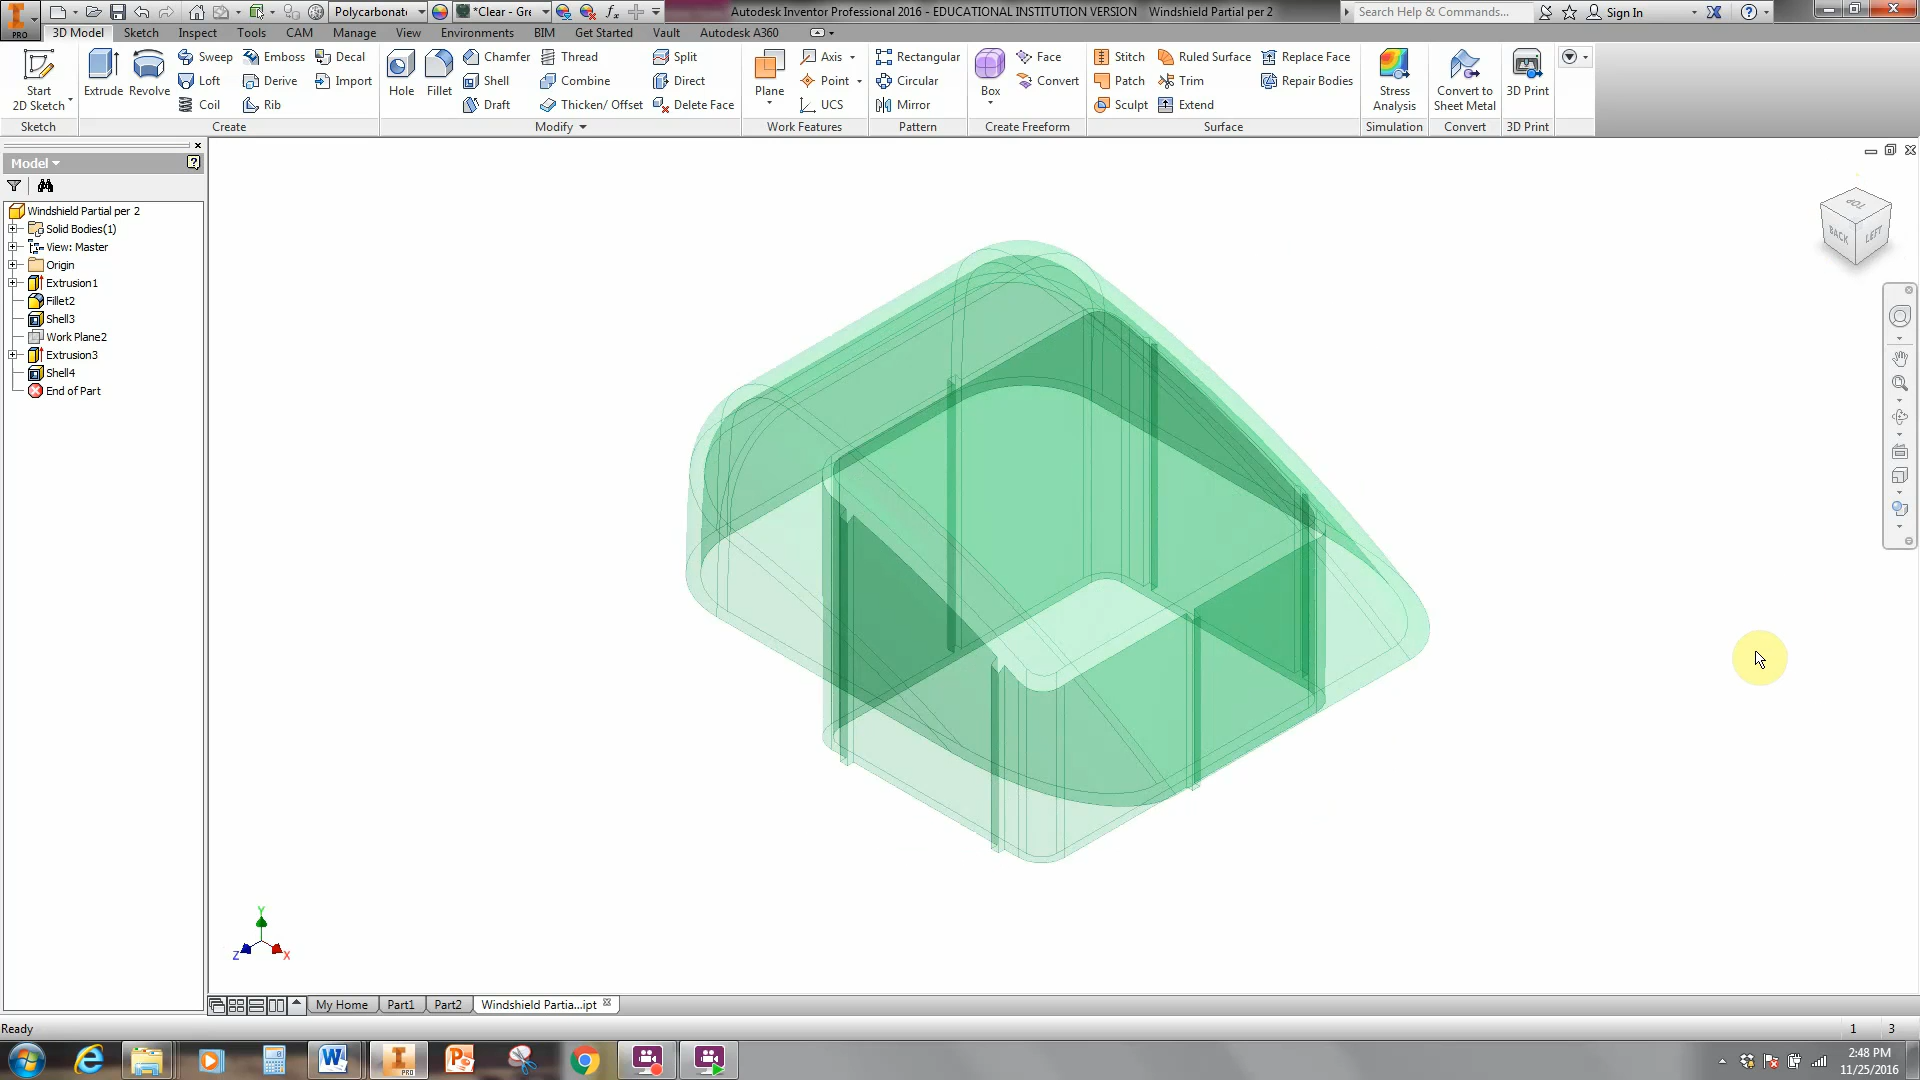 PRO
Polycarbonat
*Clear - Gre
Autodesk Inventor Professional 2016 - EDUCATIONAL INSTITUTION VERSION Windshield Partial per 2
Search Help & Commands...
Sign In
3D Model Sketch Inspect Tools CAM Manage View Environments BIM Get Started Vault Autodesk A360
Start
2D Sketch
Extrude
Revolve
Sweep
Loft
Coil
Emboss
Derive
Rib
Decal
Import
Hole
Fillet
Chamfer
Shell
Draft
Thread
Combine
Thicken/ Offset
Split
Direct
Delete Face
Plane
Axis
Point
UCS
Rectangular
Circular
Mirror
Box
Face
Convert
Stitch
Patch
Sculpt
Ruled Surface
Trim
Extend
Replace Face
Repair Bodies
Stress
Analysis
Convert to
Sheet Metal
3D Print
Sketch Create Modify Work Features Pattern Create Freeform Surface Simulation Convert 3D Print
Model
Windshield Partial per 2
Solid Bodies(1)
View: Master
Origin
Extrusion1
Fillet2
Shell3
Work Plane2
Extrusion3
Shell4
End of Part
TOP
BACK
LEFT
Y
Z
X
My Home Part1 Part2 Windshield Partia...ipt
Ready
1 3
PRO
2:48 PM
11/25/2016